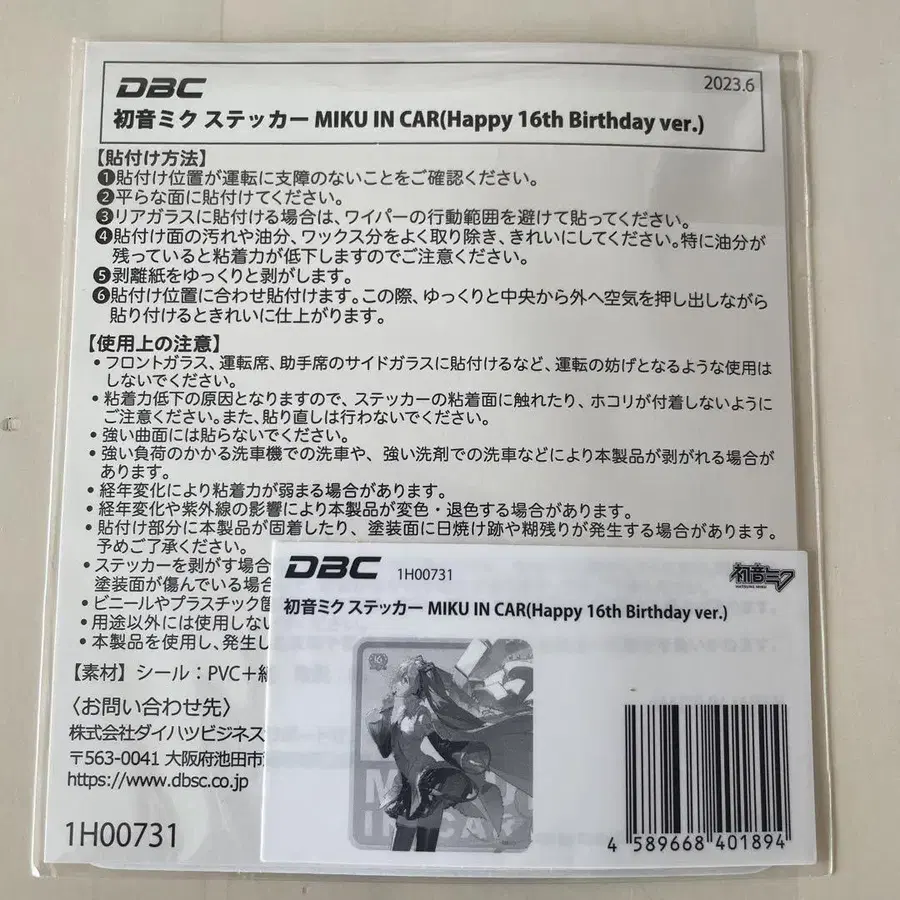 DBC
2023.6
初音ミク ステッカー MIKU IN CAR(Happy 16th Birthday ver.)
【貼付け方法】
❶貼付け位置が運転に支障のないことをご確認ください。
❷平らな面に貼付けてください。
❸リアガラスに貼付ける場合は、ワイパーの行動範囲を避けて貼ってください。
❹貼付け面の汚れや油分、ワックス分をよく取り除き、きれいにしてください。特に油分が
残っていると粘着力が低下しますのでご注意ください。
❺剥離紙をゆっくりと剥がします。
❻貼付け位置に合わせ貼付けます。この際、ゆっくりと中央から外へ空気を押し出しながら
貼り付けるときれいに仕上がります。
【使用上の注意】
・フロントガラス、運転席、助手席のサイドガラスに貼付けるなど、運転の妨げとなるような使用は
しないでください。
・粘着力低下の原因となりますので、ステッカーの粘着面に触れたり、ホコリが付着しないように
ご注意ください。また、貼り直しは行わないでください。
・強い曲面には貼らないでください。
・強い負荷のかかる洗車機での洗車や、強い洗剤での洗車などにより本製品が剥がれる場合が
あります。
・経年変化により粘着力が弱まる場合があります。
・経年変化や紫外線の影響により本製品が変色・退色する場合があります。
・貼付け部分に本製品が固着したり、塗装面に日焼け跡や糊残りが発生する場合があります。
予めご了承ください。
・ステッカーを剥がす場合
塗装面が傷んでいる場合
・ビニールやプラスチック箇
・用途以外には使用しない
・本製品を使用し、発生し
【素材】シール：PVC＋
〈お問い合わせ先〉
株式会社ダイハツビジネス
〒563-0041 大阪府池田市
https://www.dbsc.co.jp
1H00731
DBC 1H00731
初音ミク
HATSUNE MIKU
初音ミク ステッカー MIKU IN CAR(Happy 16th Birthday ver.)
16
IN CAR
4 589668 401894